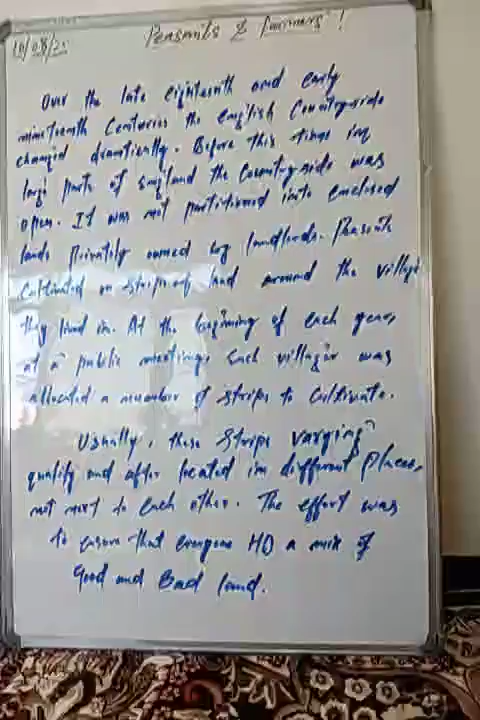 10/08/25 Peasants & Farmers !
Over the late eighteenth and early
nineteenth Centuries the english Countryside
changed dramtically. Before this time in
large parts of england the Countryside was
open. It was not partitioned into enclosed
lands Privately owned by landlords. Peasants
Cultivated on strips of land around the village
they lived in. At the beginning of each year,
at a public meeting, each villager was
allocated a number of strips to Cultivate.
Usually, these Strips varying
quality and often located in different Places,
not next to each other. The effort was
to ensure that everyone HD a mix of
Good and Bad land.